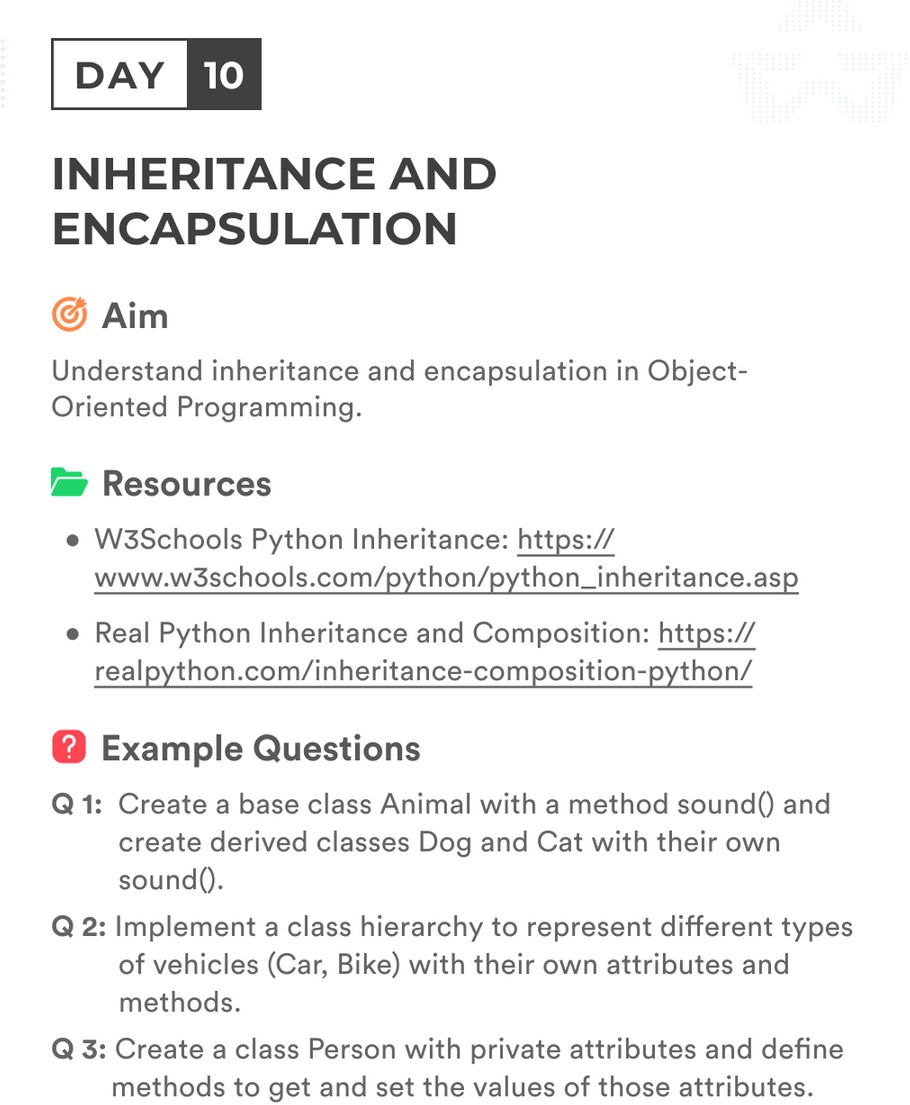 DAY 10
INHERITANCE AND
ENCAPSULATION
Aim
Understand inheritance and encapsulation in Object-
Oriented Programming.
Resources
• W3Schools Python Inheritance: https://
www.w3schools.com/python/python_inheritance.asp
• Real Python Inheritance and Composition: https://
realpython.com/inheritance-composition-python/
? Example Questions
Q 1: Create a base class Animal with a method sound() and
create derived classes Dog and Cat with their own
sound().
Q 2: Implement a class hierarchy to represent different types
of vehicles (Car, Bike) with their own attributes and
methods.
Q 3: Create a class Person with private attributes and define
methods to get and set the values of those attributes.